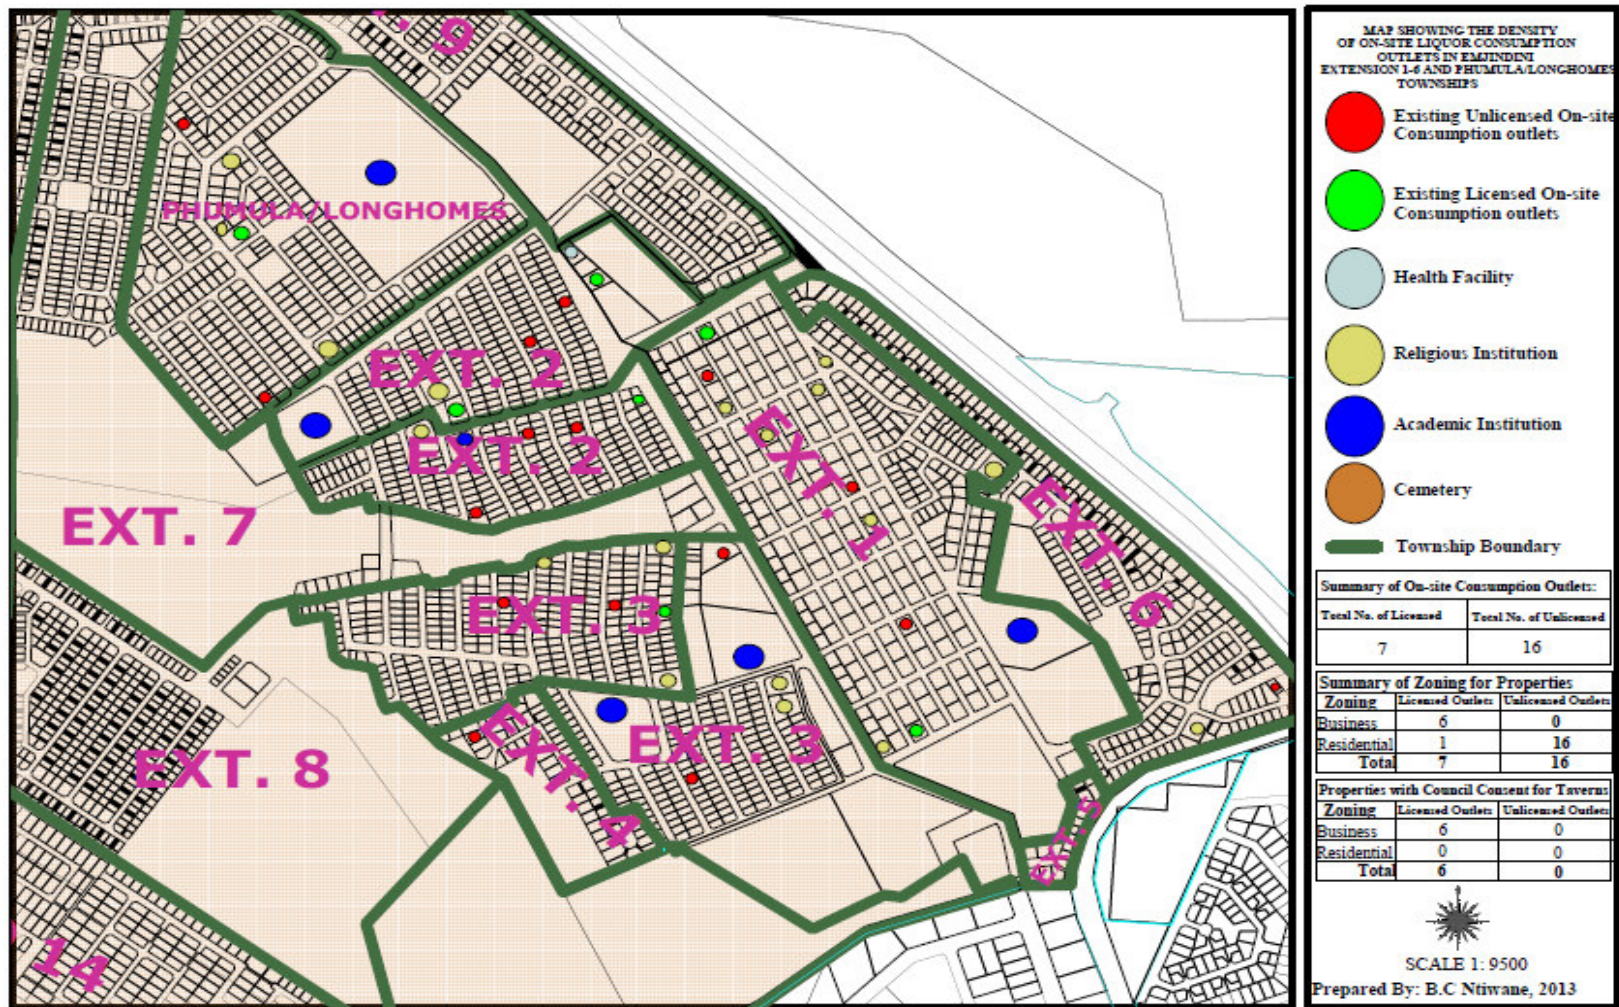 . 9
PHUMULA/LONGHOMES
EXT. 2
EXT. 2
EXT. 1
EXT. 7
EXT. 6
EXT. 3
EXT. 3
EXT. 8
EXT. 4
EXT. 5
14
MAP SHOWING THE DENSITY
OF ON-SITE LIQUOR CONSUMPTION
OUTLETS IN EMJINDINI
EXTENSION 1-6 AND PHUMULA/LONGHOMES
TOWNSHIPS
Existing Unlicensed On-site
Consumption outlets
Existing Licensed On-site
Consumption outlets
Health Facility
Religious Institution
Academic Institution
Cemetery
Township Boundary
Summary of On-site Consumption Outlets:
Total No. of Licensed Total No. of Unlicensed
7 16
Summary of Zoning for Properties
Zoning Licensed Outlets Unlicensed Outlets
Business 6 0
Residential 1 16
Total 7 16
Properties with Council Consent for Taverns
Zoning Licensed Outlets Unlicensed Outlets
Business 6 0
Residential 0 0
Total 6 0
SCALE 1: 9500
Prepared By: B.C Ntiwane, 2013